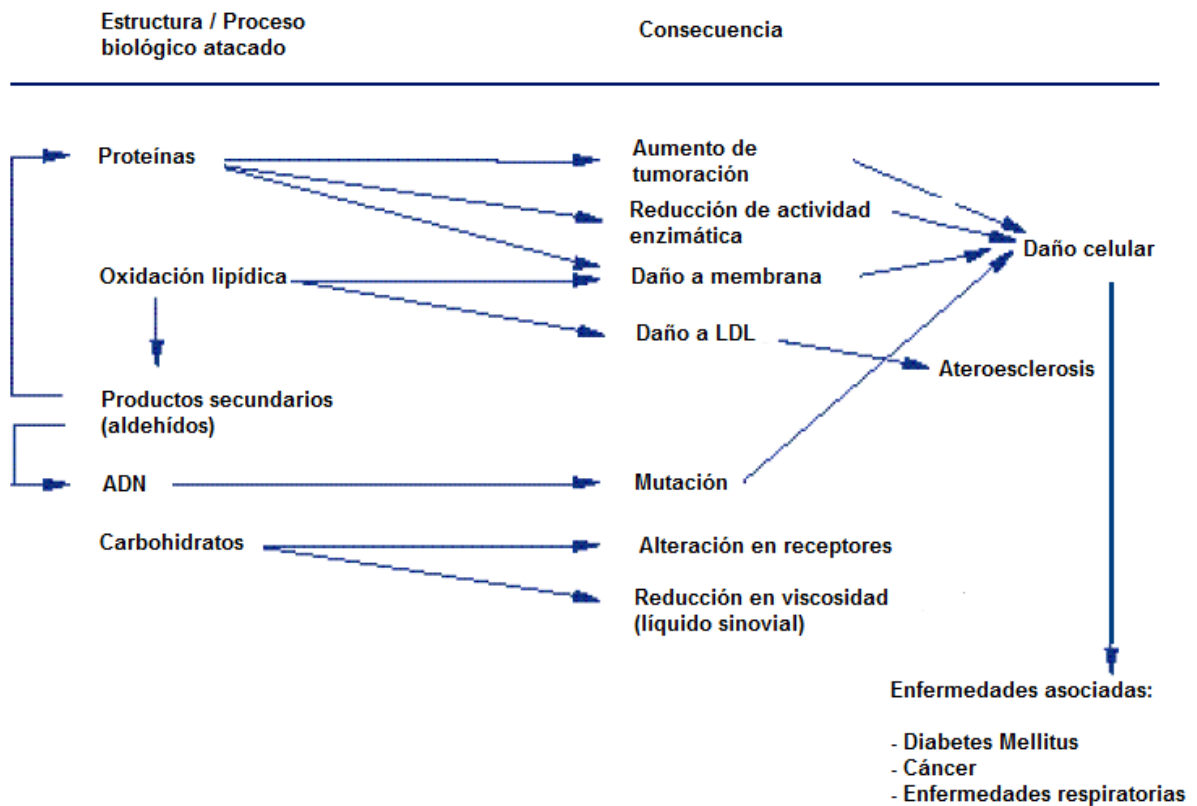 Estructura / Proceso
biológico atacado
Consecuencia
Proteínas
Aumento de
tumoración
Reducción de actividad
enzimática
Daño celular
Oxidación lipídica
Daño a membrana
Daño a LDL
Ateroesclerosis
Productos secundarios
(aldehídos)
ADN
Mutación
Carbohidratos
Alteración en receptores
Reducción en viscosidad
(líquido sinovial)
Enfermedades asociadas:
- Diabetes Mellitus
- Cáncer
- Enfermedades respiratorias